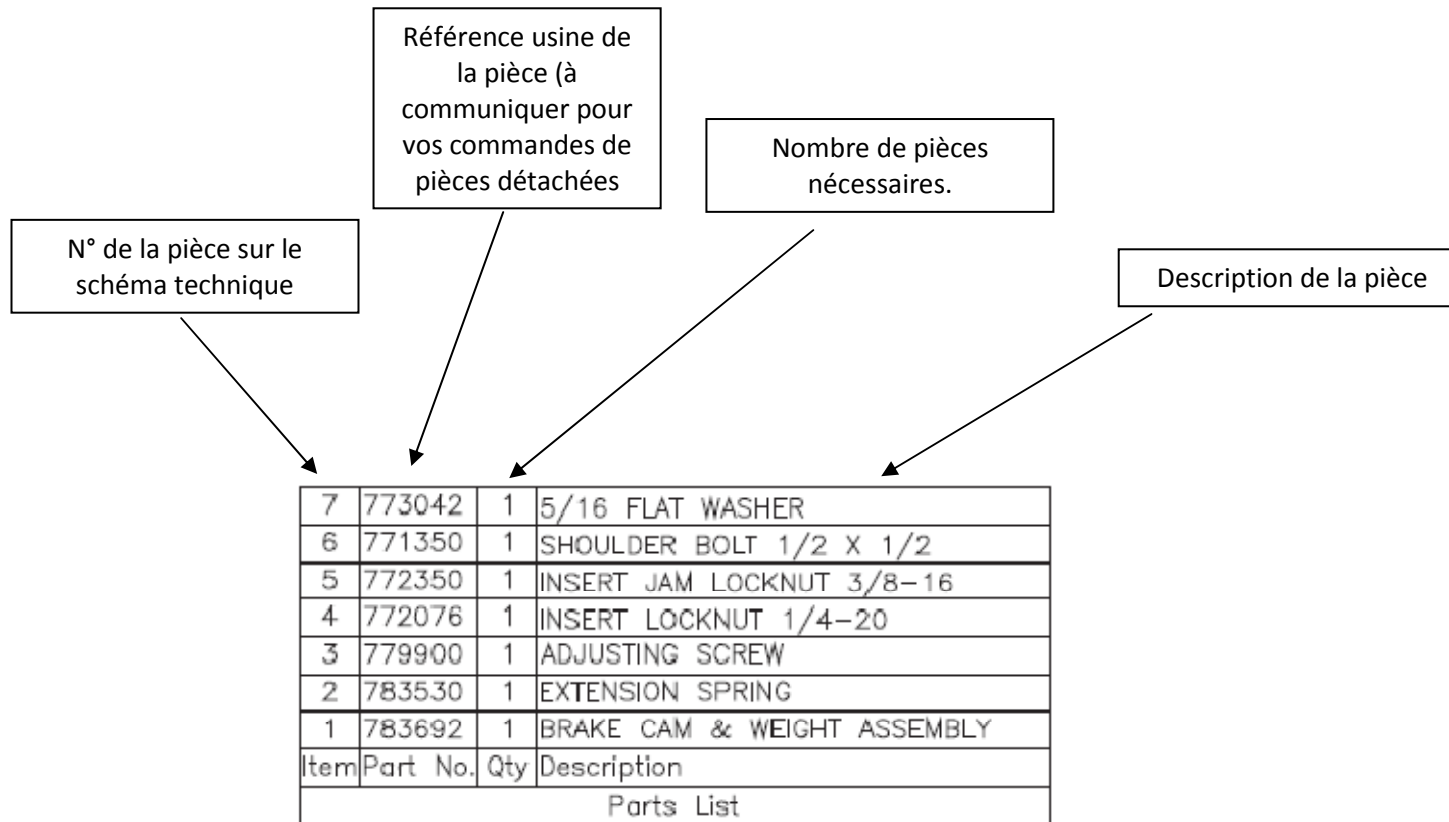 Référence usine de
la pièce (à
communiquer pour
vos commandes de
pièces détachées
Nombre de pièces
nécessaires.
N° de la pièce sur le
schéma technique
Description de la pièce
7 773042 1 5/16 FLAT WASHER
6 771350 1 SHOULDER BOLT 1/2 X 1/2
5 772350 1 INSERT JAM LOCKNUT 3/8-16
4 772076 1 INSERT LOCKNUT 1/4-20
3 779900 1 ADJUSTING SCREW
2 783530 1 EXTENSION SPRING
1 783692 1 BRAKE CAM & WEIGHT ASSEMBLY
Item Part No. Qty Description
Parts List